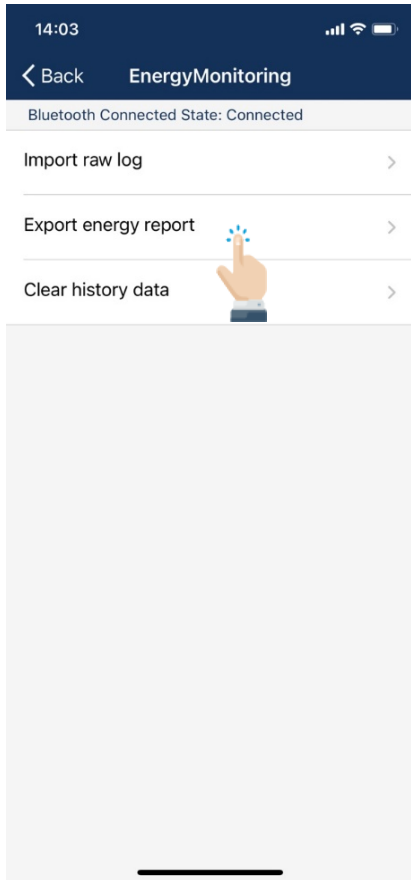 14:03
Back EnergyMonitoring
Bluetooth Connected State: Connected
Import raw log
Export energy report
Clear history data